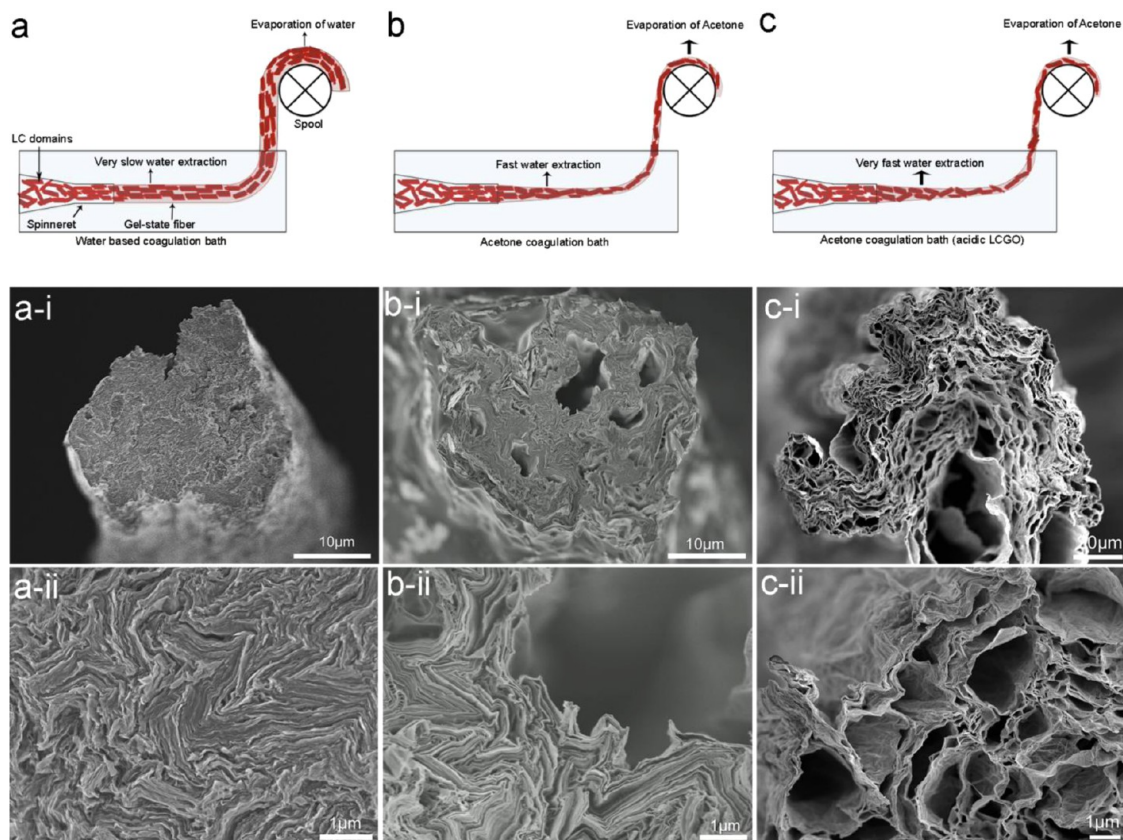 a
Evaporation of water
Spool
LC domains
Very slow water extraction
Spinneret
Gel-state fiber
Water based coagulation bath
b
Evaporation of Acetone
Fast water extraction
Acetone coagulation bath
c
Evaporation of Acetone
Very fast water extraction
Acetone coagulation bath (acidic LCGO)
a-i
10μm
b-i
10μm
c-i
a-ii
1μm
b-ii
1μm
c-ii
1μm